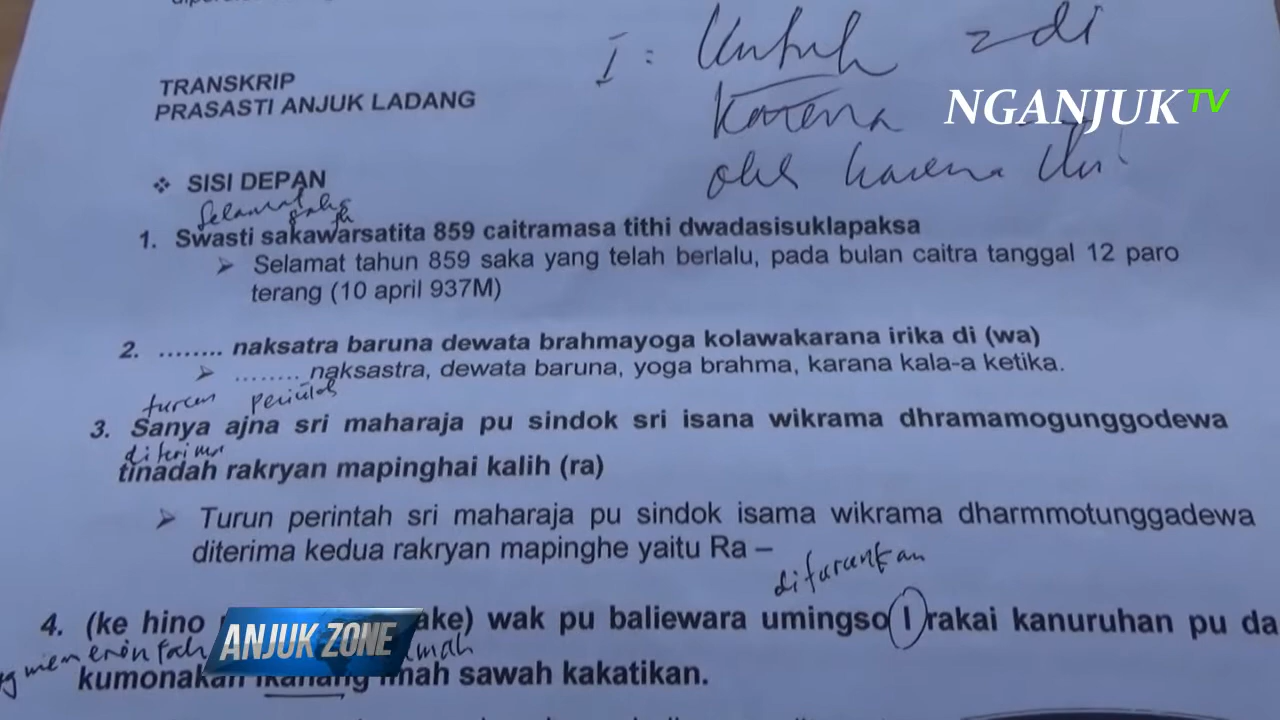 I : Untuk di
TRANSKRIP
Karena
NGANJUK TV
PRASASTI ANJUK LADANG
oleh karena itu
❖ SISI DEPAN
Selamat
1. Swasti sakawarsatita 859 caitramasa tithi dwadasisuklapaksa
➢ Selamat tahun 859 saka yang telah berlalu, pada bulan caitra tanggal 12 paro
terang (10 april 937M)
2. ........ naksatra baruna dewata brahmayoga kolawakarana irika di (wa)
➢ ........ naksastra, dewata baruna, yoga brahma, karana kala-a ketika.
turun perintah
3. Sanya ajna sri maharaja pu sindok sri isana wikrama dhramamogunggodewa
diterima
tinadah rakryan mapinghai kalih (ra)
➢ Turun perintah sri maharaja pu sindok isama wikrama dharmmotunggadewa
diterima kedua rakryan mapinghe yaitu Ra –
diturunkan
4. (ke hino ake) wak pu baliewara umingso I rakai kanuruhan pu da
ANJUK ZONE
kumonakan ikanang lmah sawah kakatikan.